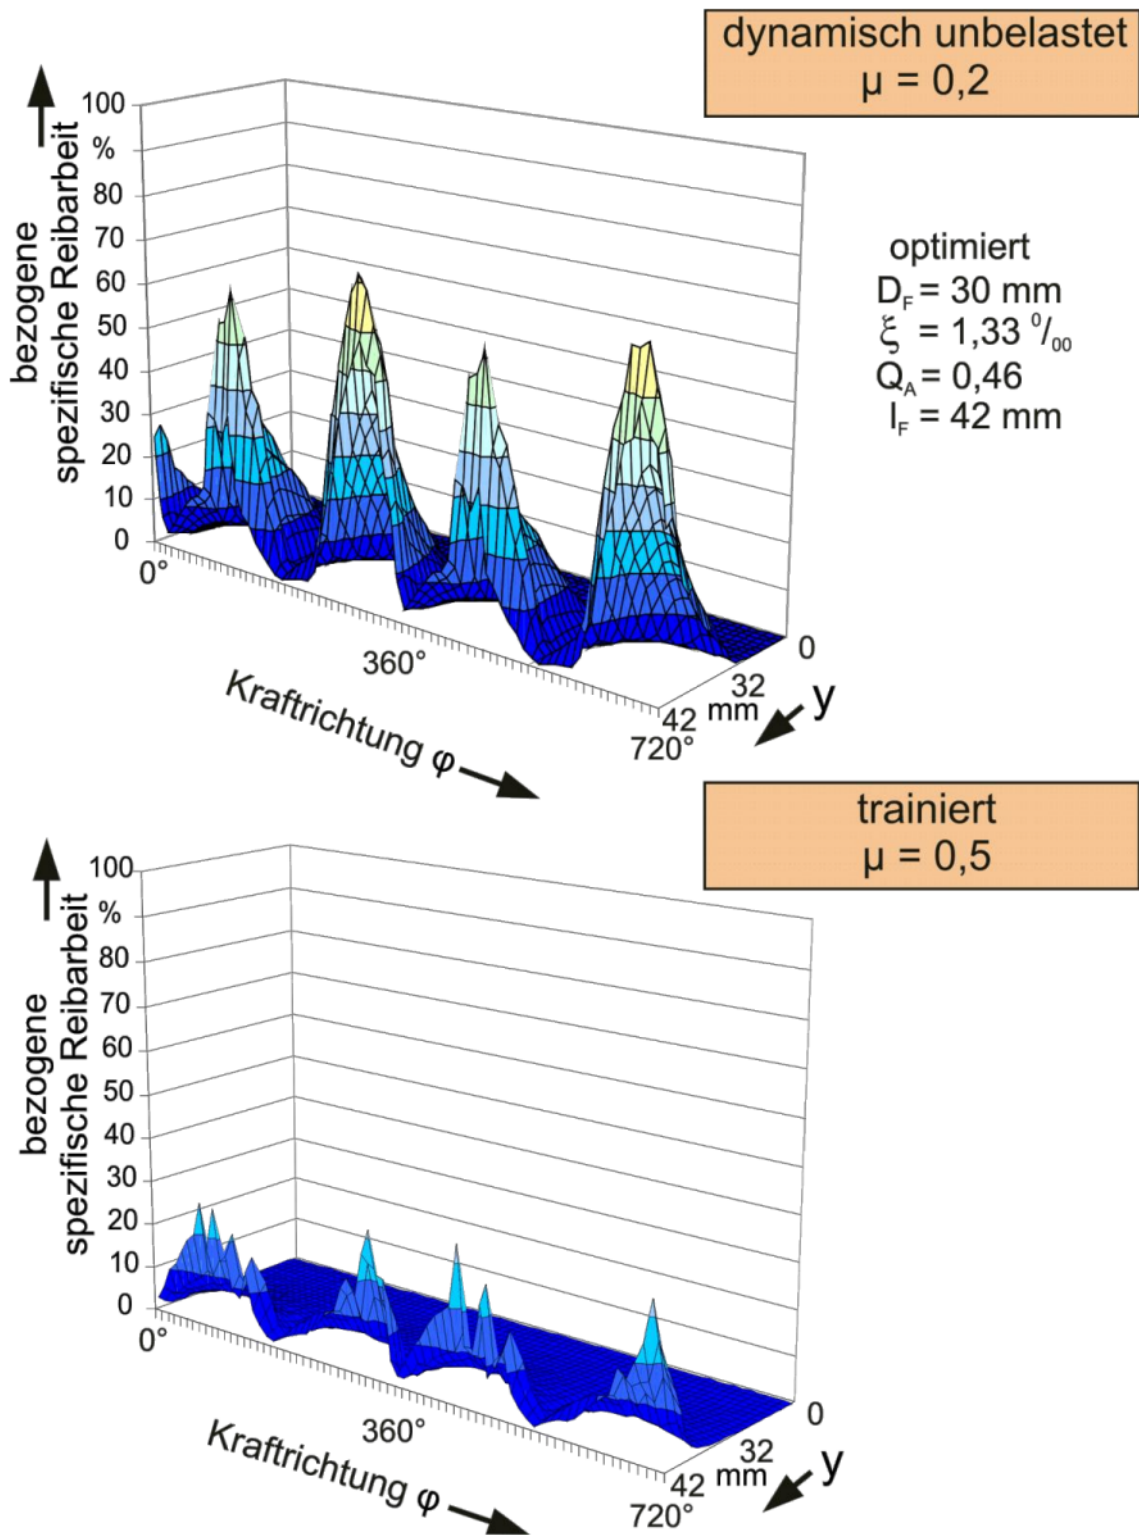 dynamisch unbelastet
μ = 0,2
bezogene
spezifische Reibarbeit
100
%
80
70
60
50
40
30
20
10
0
optimiert
D_F = 30 mm
ξ = 1,33 ⁰/₀₀
Q_A = 0,46
l_F = 42 mm
0°
360°
720°
Kraftrichtung φ
42
mm
32
0
y
trainiert
μ = 0,5
bezogene
spezifische Reibarbeit
100
%
80
70
60
50
40
30
20
10
0
0°
360°
720°
Kraftrichtung φ
42
mm
32
0
y